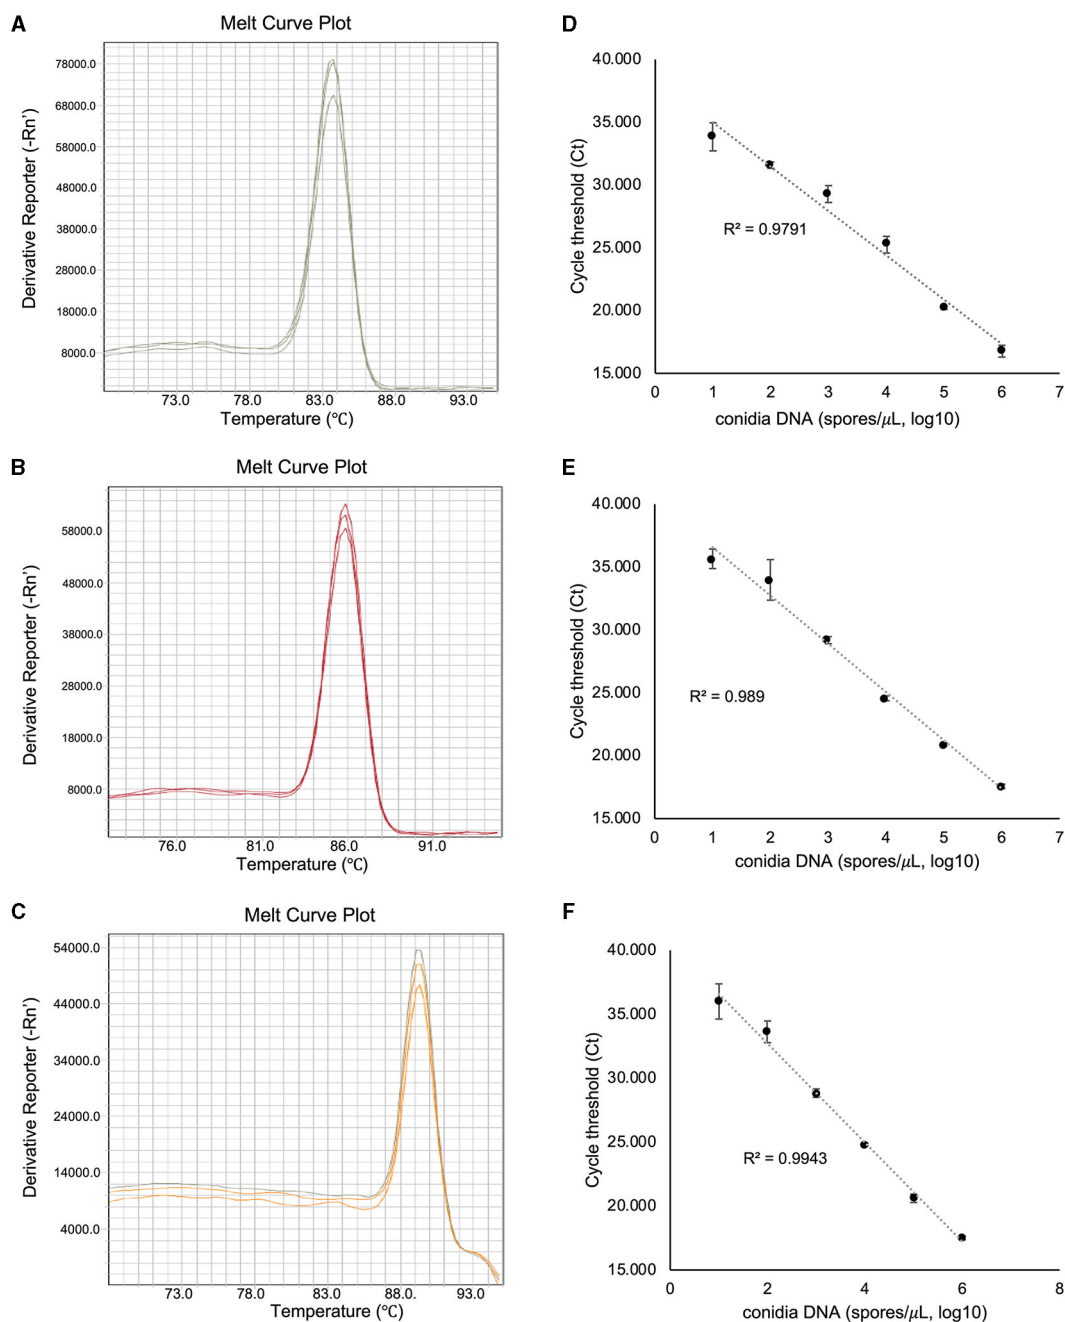 A
Melt Curve Plot
Derivative Reporter (-Rn')
78000.0
68000.0
58000.0
48000.0
38000.0
28000.0
18000.0
8000.0
73.0 78.0 83.0 88.0 93.0
Temperature (℃)
D
Cycle threshold (Ct)
40.000
35.000
30.000
25.000
20.000
15.000
R² = 0.9791
0 1 2 3 4 5 6 7
conidia DNA (spores/μL, log10)
B
Melt Curve Plot
Derivative Reporter (-Rn')
58000.0
48000.0
38000.0
28000.0
18000.0
8000.0
76.0 81.0 86.0 91.0
Temperature (℃)
E
Cycle threshold (Ct)
40.000
35.000
30.000
25.000
20.000
15.000
R² = 0.989
0 1 2 3 4 5 6 7
conidia DNA (spores/μL, log10)
C
Melt Curve Plot
Derivative Reporter (-Rn')
54000.0
44000.0
34000.0
24000.0
14000.0
4000.0
73.0 78.0 83.0 88.0 93.0
Temperature (℃)
F
Cycle threshold (Ct)
40.000
35.000
30.000
25.000
20.000
15.000
R² = 0.9943
0 2 4 6 8
conidia DNA (spores/μL, log10)